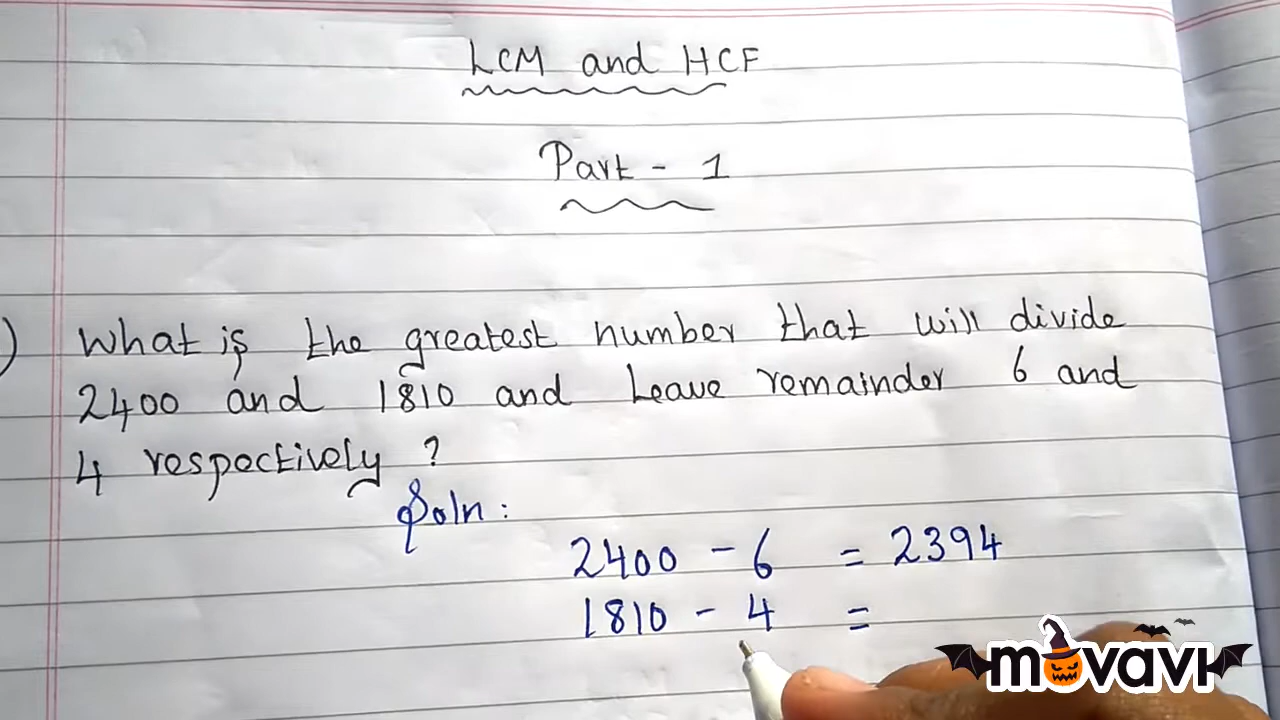 LCM and HCF
Part - 1
) What is the greatest number that will divide
2400 and 1810 and Leave remainder 6 and
4 respectively ?
Soln :
2400 - 6 = 2394
1810 - 4 =
movavi